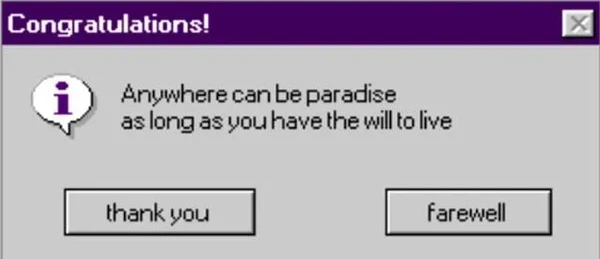 Congratulations!
Anywhere can be paradise
as long as you have the will to live
thank you
farewell